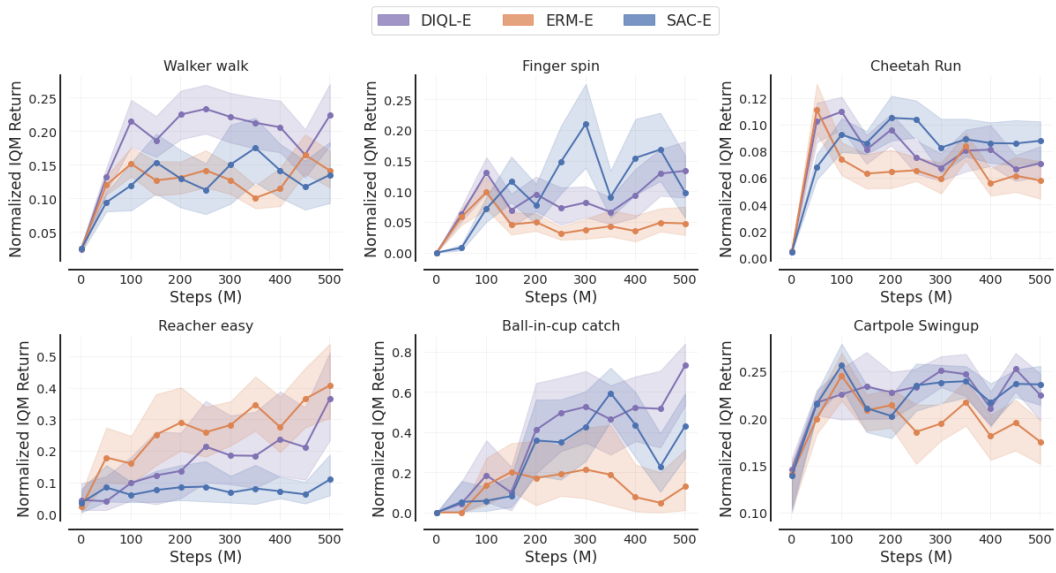 DIQL-E ERM-E SAC-E
Walker walk
Normalized IQM Return
0.25
0.20
0.15
0.10
0.05
0 100 200 300 400 500
Steps (M)
Finger spin
Normalized IQM Return
0.25
0.20
0.15
0.10
0.05
0.00
0 100 200 300 400 500
Steps (M)
Cheetah Run
Normalized IQM Return
0.12
0.10
0.08
0.06
0.04
0.02
0.00
0 100 200 300 400 500
Steps (M)
Reacher easy
Normalized IQM Return
0.5
0.4
0.3
0.2
0.1
0.0
0 100 200 300 400 500
Steps (M)
Ball-in-cup catch
Normalized IQM Return
0.8
0.6
0.4
0.2
0.0
0 100 200 300 400 500
Steps (M)
Cartpole Swingup
Normalized IQM Return
0.25
0.20
0.15
0.10
0 100 200 300 400 500
Steps (M)